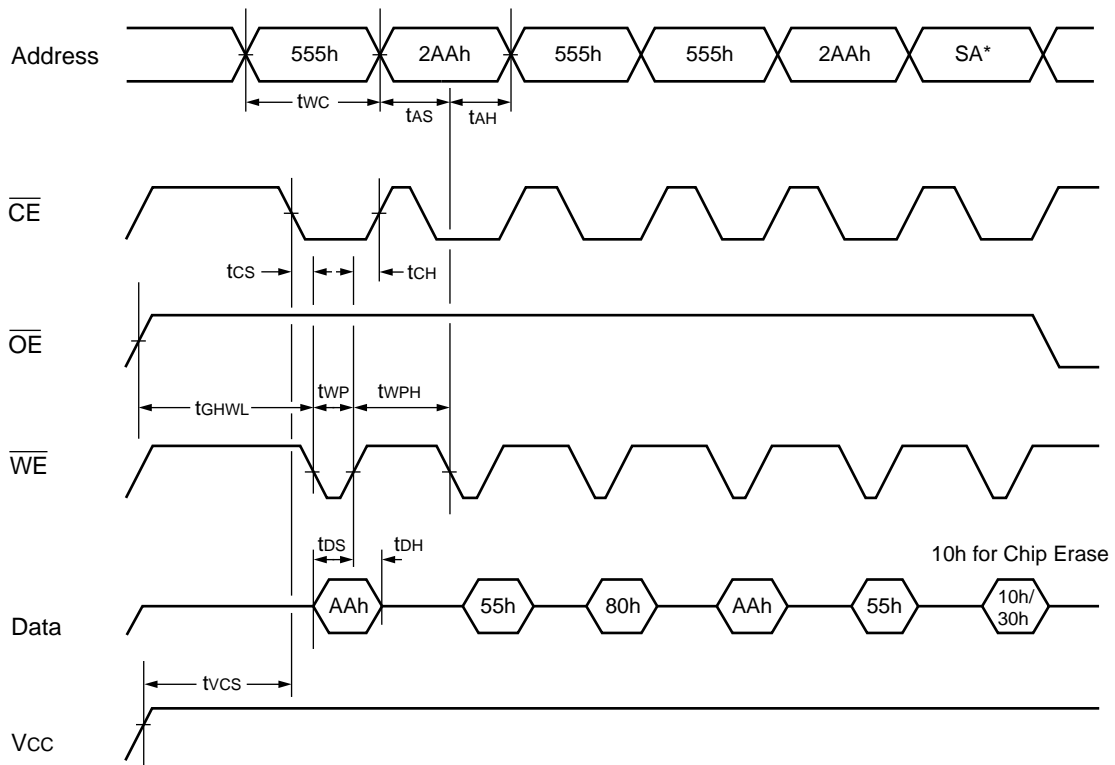 Address
555h 2AAh 555h 555h 2AAh SA*
tWC tAS tAH
CE
tCS tCH
OE
tGHWL tWP tWPH
WE
tDS tDH
10h for Chip Erase
Data
AAh 55h 80h AAh 55h 10h/
30h
tVCS
VCC